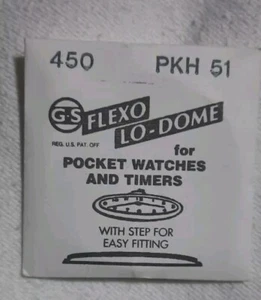 450 PKH 51
G-S FLEXO
LO-DOME
REG. U.S. PAT. OFF
for
POCKET WATCHES
AND TIMERS
WITH STEP FOR
EASY FITTING